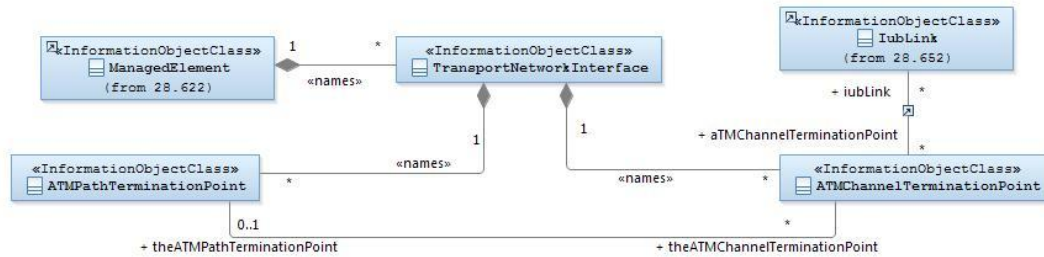 «InformationObjectClass»
ManagedElement
(from 28.622)
1
*
«names»
«InformationObjectClass»
TransportNetworkInterface
«InformationObjectClass»
IubLink
(from 28.652)
+ iubLink
*
+ aTMChannelTerminationPoint
*
1
1
«names»
*
«names»
*
«InformationObjectClass»
ATMPathTerminationPoint
«InformationObjectClass»
ATMChannelTerminationPoint
0..1
*
+ theATMPathTerminationPoint
+ theATMChannelTerminationPoint